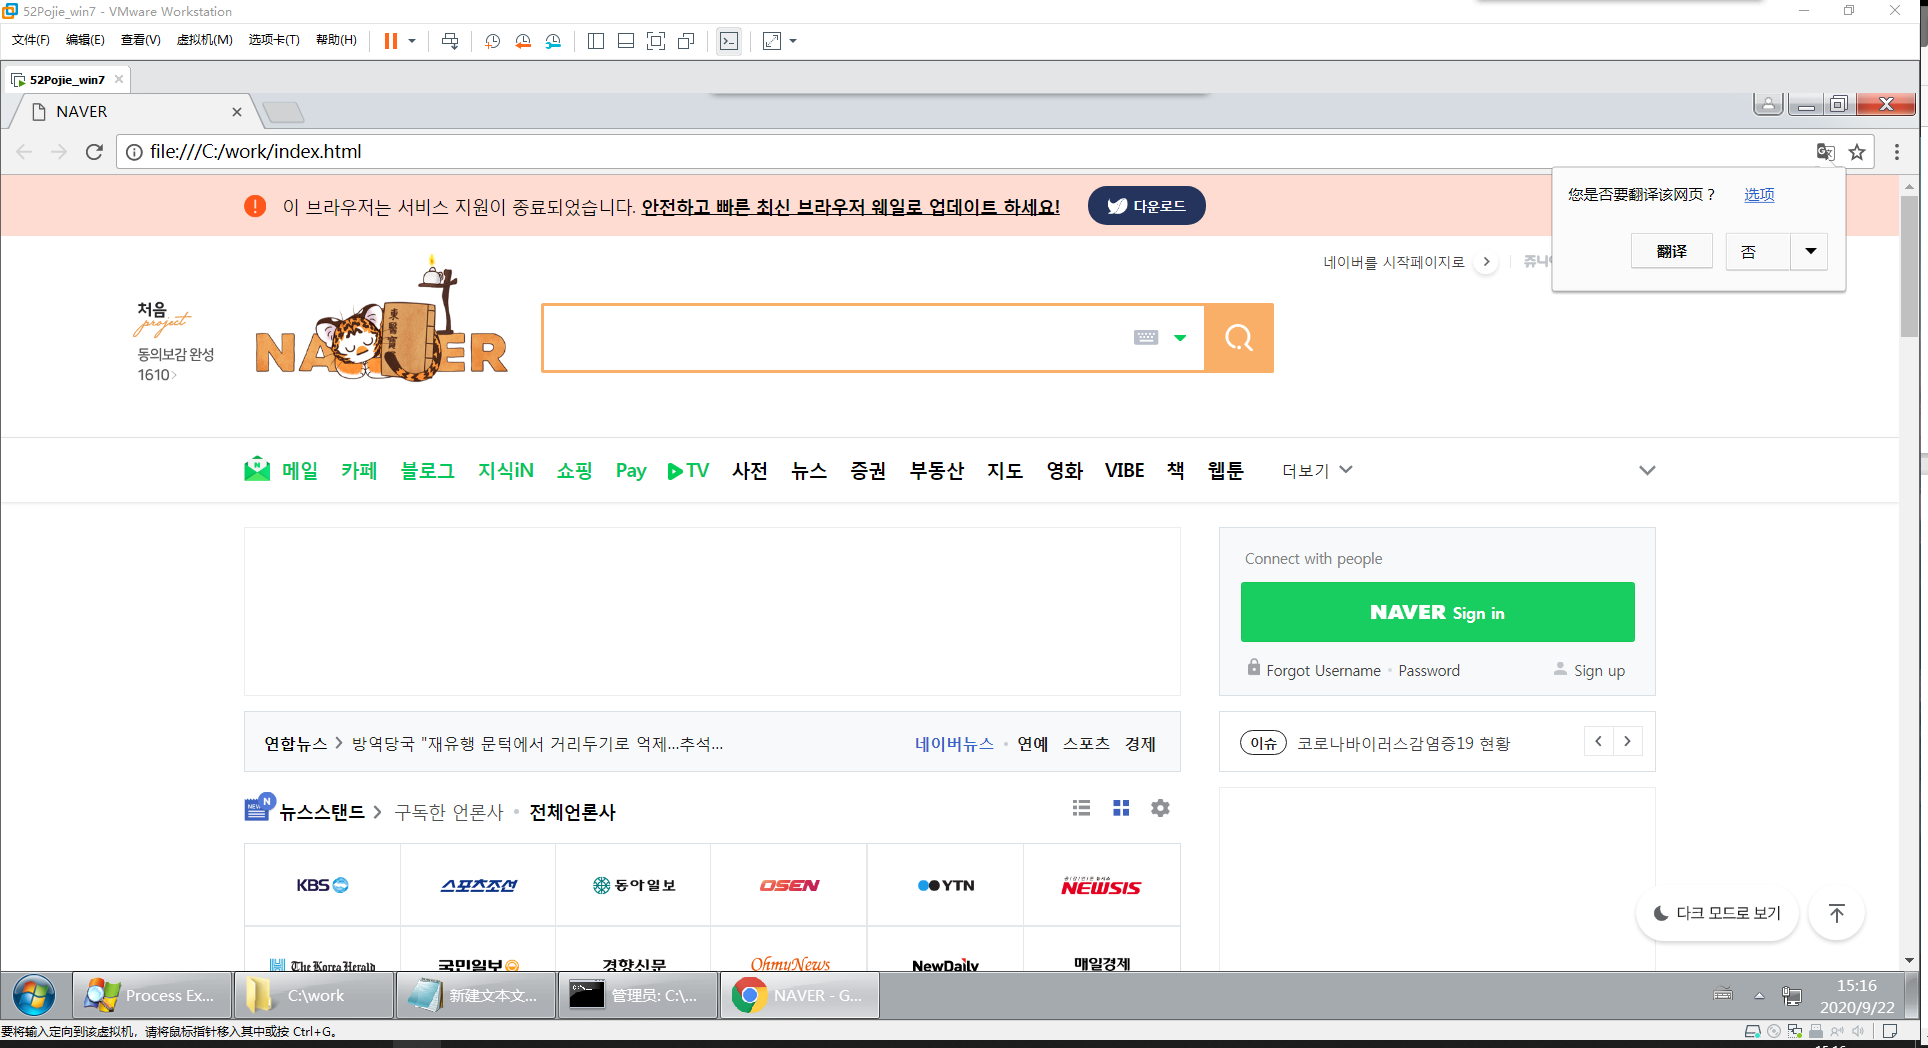 52Pojie_win7 - VMware Workstation
文件(F) 编辑(E) 查看(V) 虚拟机(M) 选项卡(T) 帮助(H)
52Pojie_win7
NAVER
file:///C:/work/index.html
이 브라우저는 서비스 지원이 종료되었습니다. 안전하고 빠른 최신 브라우저 웨일로 업데이트 하세요! 다운로드
您是否要翻译该网页？ 选项
翻译 否
네이버를 시작페이지로 쥬니
처음
project
동의보감 완성
1610
NAVER
東醫寶
메일 카페 블로그 지식iN 쇼핑 Pay TV 사전 뉴스 증권 부동산 지도 영화 VIBE 책 웹툰 더보기
Connect with people
NAVER Sign in
Forgot Username Password Sign up
연합뉴스 방역당국 "재유행 문턱에서 거리두기로 억제...추석... 네이버뉴스 연예 스포츠 경제
이슈 코로나바이러스감염증19 현황
NEW N 뉴스스탠드 구독한 언론사 전체언론사
KBS 스포츠조선 동아일보 OSEN YTN NEWSIS
The Korea Herald 국민일보 경향신문 OhmyNews NewDaily 매일경제
다크 모드로 보기
Process Ex... C:\work 新建文本文... 管理员: C:\... NAVER - G...
15:16
2020/9/22
要将输入定向到该虚拟机，请将鼠标指针移入其中或按 Ctrl+G。